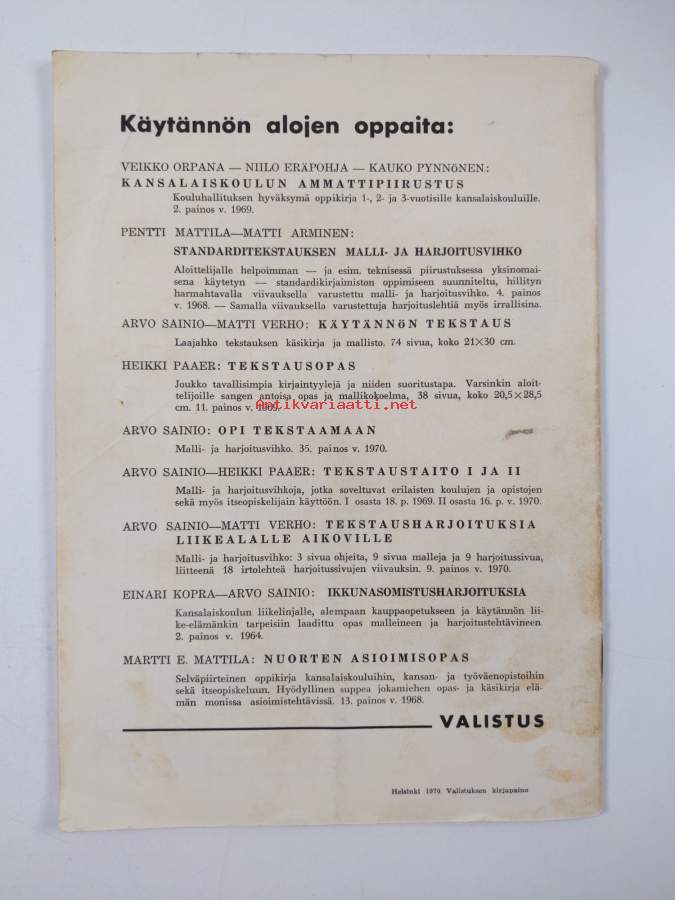 Käytännön alojen oppaita:
VEIKKO ORPANA — NIILO ERÄPOHJA — KAUKO PYNNÖNEN:
KANSALAISKOULUN AMMATTIPIIRUSTUS
Kouluhallituksen hyväksymä oppikirja 1-, 2- ja 3-vuotisille kansalaiskouluille.
2. painos v. 1969.
PENTTI MATTILA—MATTI ARMINEN:
STANDARDITEKSTAUKSEN MALLI- JA HARJOITUSVIHKO
Aloittelijalle helpoimman — ja esim. teknisessä piirustuksessa yksinomai-
sena käytetyn — standardikirjaimiston oppimiseen suunniteltu, hillityn
harmahtavalla viivauksella varustettu malli- ja harjoitusvihko. 4. painos
v. 1968. — Samalla viivauksella varustettuja harjoituslehtiä myös irrallisina.
ARVO SAINIO—MATTI VERHO: KÄYTÄNNÖN TEKSTAUS
Laajahko tekstauksen käsikirja ja mallisto. 74 sivua, koko 21×30 cm.
HEIKKI PAAER: TEKSTAUSOPAS
Joukko tavallisimpia kirjaintyylejä ja niiden suoritustapa. Varsinkin aloit-
telijoille sangen antoisa opas ja mallikokoelma, 38 sivua, koko 20,5×28,5
cm. 11. painos v. 1969.
Antikvariaatti.net
ARVO SAINIO: OPI TEKSTAAMAAN
Malli- ja harjoitusvihko. 35. painos v. 1970.
ARVO SAINIO—HEIKKI PAAER: TEKSTAUSTAITO I JA II
Malli- ja harjoitusvihkoja, jotka soveltuvat erilaisten koulujen ja opistojen
sekä myös itseopiskelijain käyttöön. I osasta 18. p. 1969. II osasta 16. p. v. 1970.
ARVO SAINIO—MATTI VERHO: TEKSTAUSHARJOITUKSIA
LIIKEALALLE AIKOVILLE
Malli- ja harjoitusvihko: 3 sivua ohjeita, 9 sivua malleja ja 9 harjoitussivua,
liitteenä 18 irtolehteä harjoitussivujen viivauksin. 9. painos v. 1970.
EINARI KOPRA—ARVO SAINIO: IKKUNASOMISTUSHARJOITUKSIA
Kansalaiskoulun liikelinjalle, alempaan kauppaopetukseen ja käytännön lii-
ke-elämänkin tarpeisiin laadittu opas malleineen ja harjoitustehtävineen
2. painos v. 1964.
MARTTI E. MATTILA: NUORTEN ASIOIMISOPAS
Selväpiirteinen oppikirja kansalaiskouluihin, kansan- ja työväenopistoihin
sekä itseopiskeluun. Hyödyllinen suppea jokamiehen opas- ja käsikirja elä-
män monissa asioimistehtävissä. 13. painos v. 1968.
VALISTUS
Helsinki 1970 Valistuksen kirjapaino